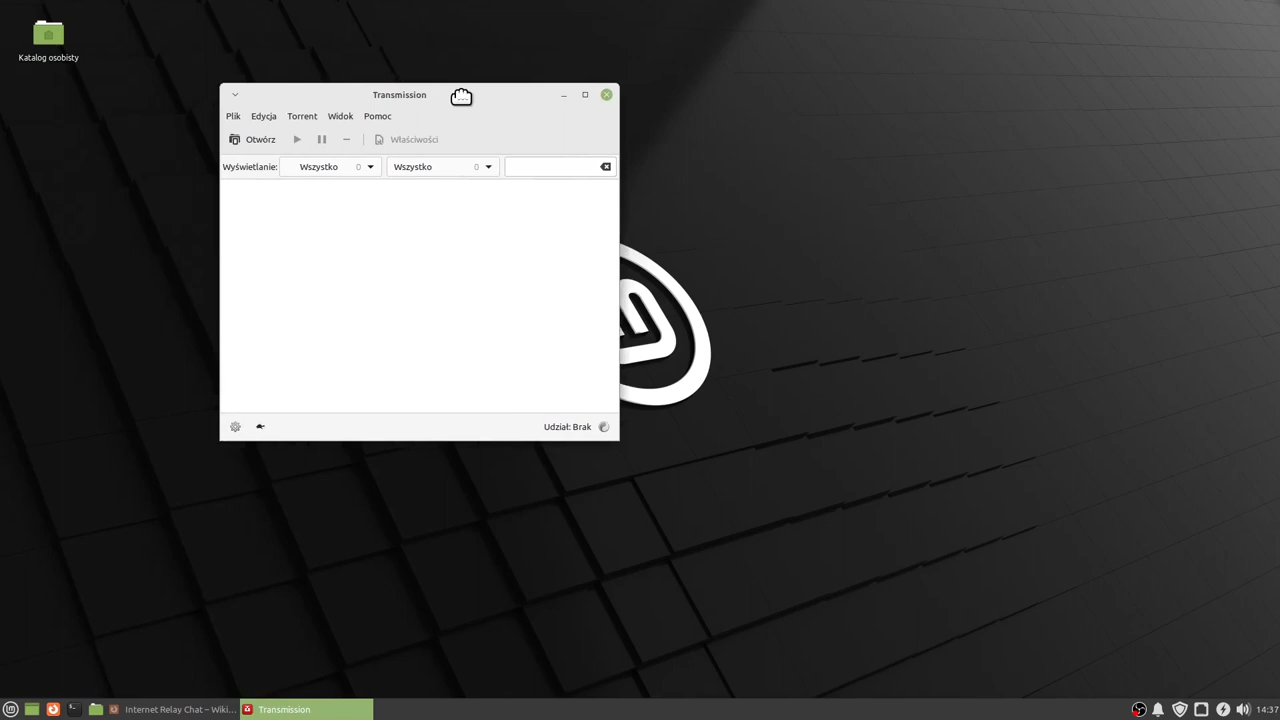 Katalog osobisty
Transmission
Plik Edycja Torrent Widok Pomoc
Otwórz Właściwości
Wyświetlanie: Wszystko 0 Wszystko 0
Udział: Brak
Internet Relay Chat – Wiki... Transmission 14:37